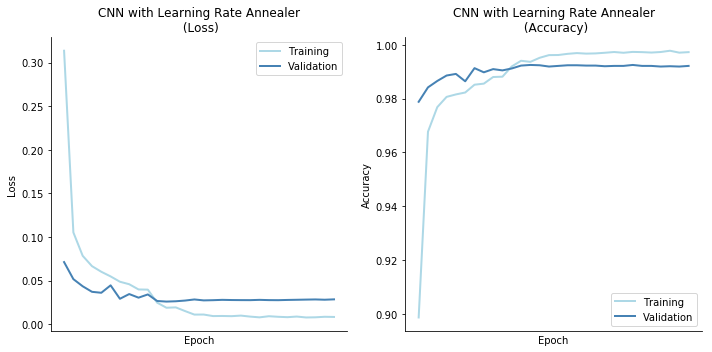 CNN with Learning Rate Annealer
(Loss)
Training
Validation
0.30
0.25
0.20
0.15
0.10
0.05
0.00
Loss
Epoch
CNN with Learning Rate Annealer
(Accuracy)
1.00
0.98
0.96
0.94
0.92
0.90
Accuracy
Training
Validation
Epoch